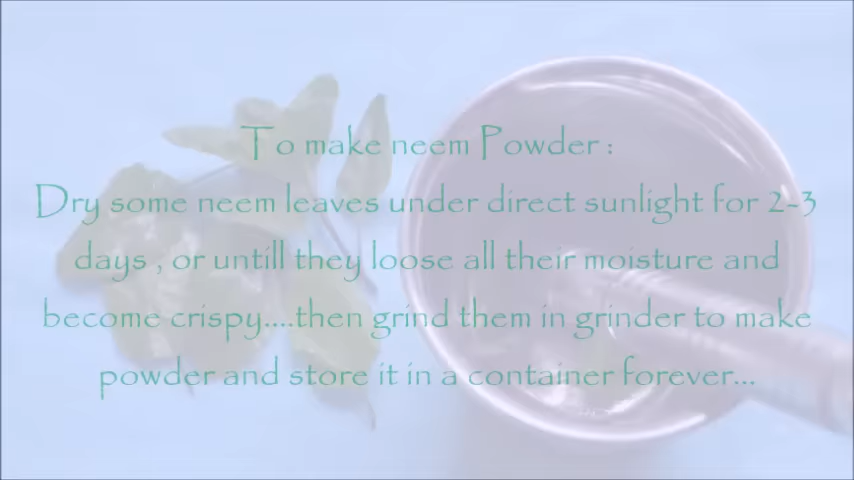 To make neem Powder :
Dry some neem leaves under direct sunlight for 2-3
days , or untill they loose all their moisture and
become crispy....then grind them in grinder to make
powder and store it in a container forever...